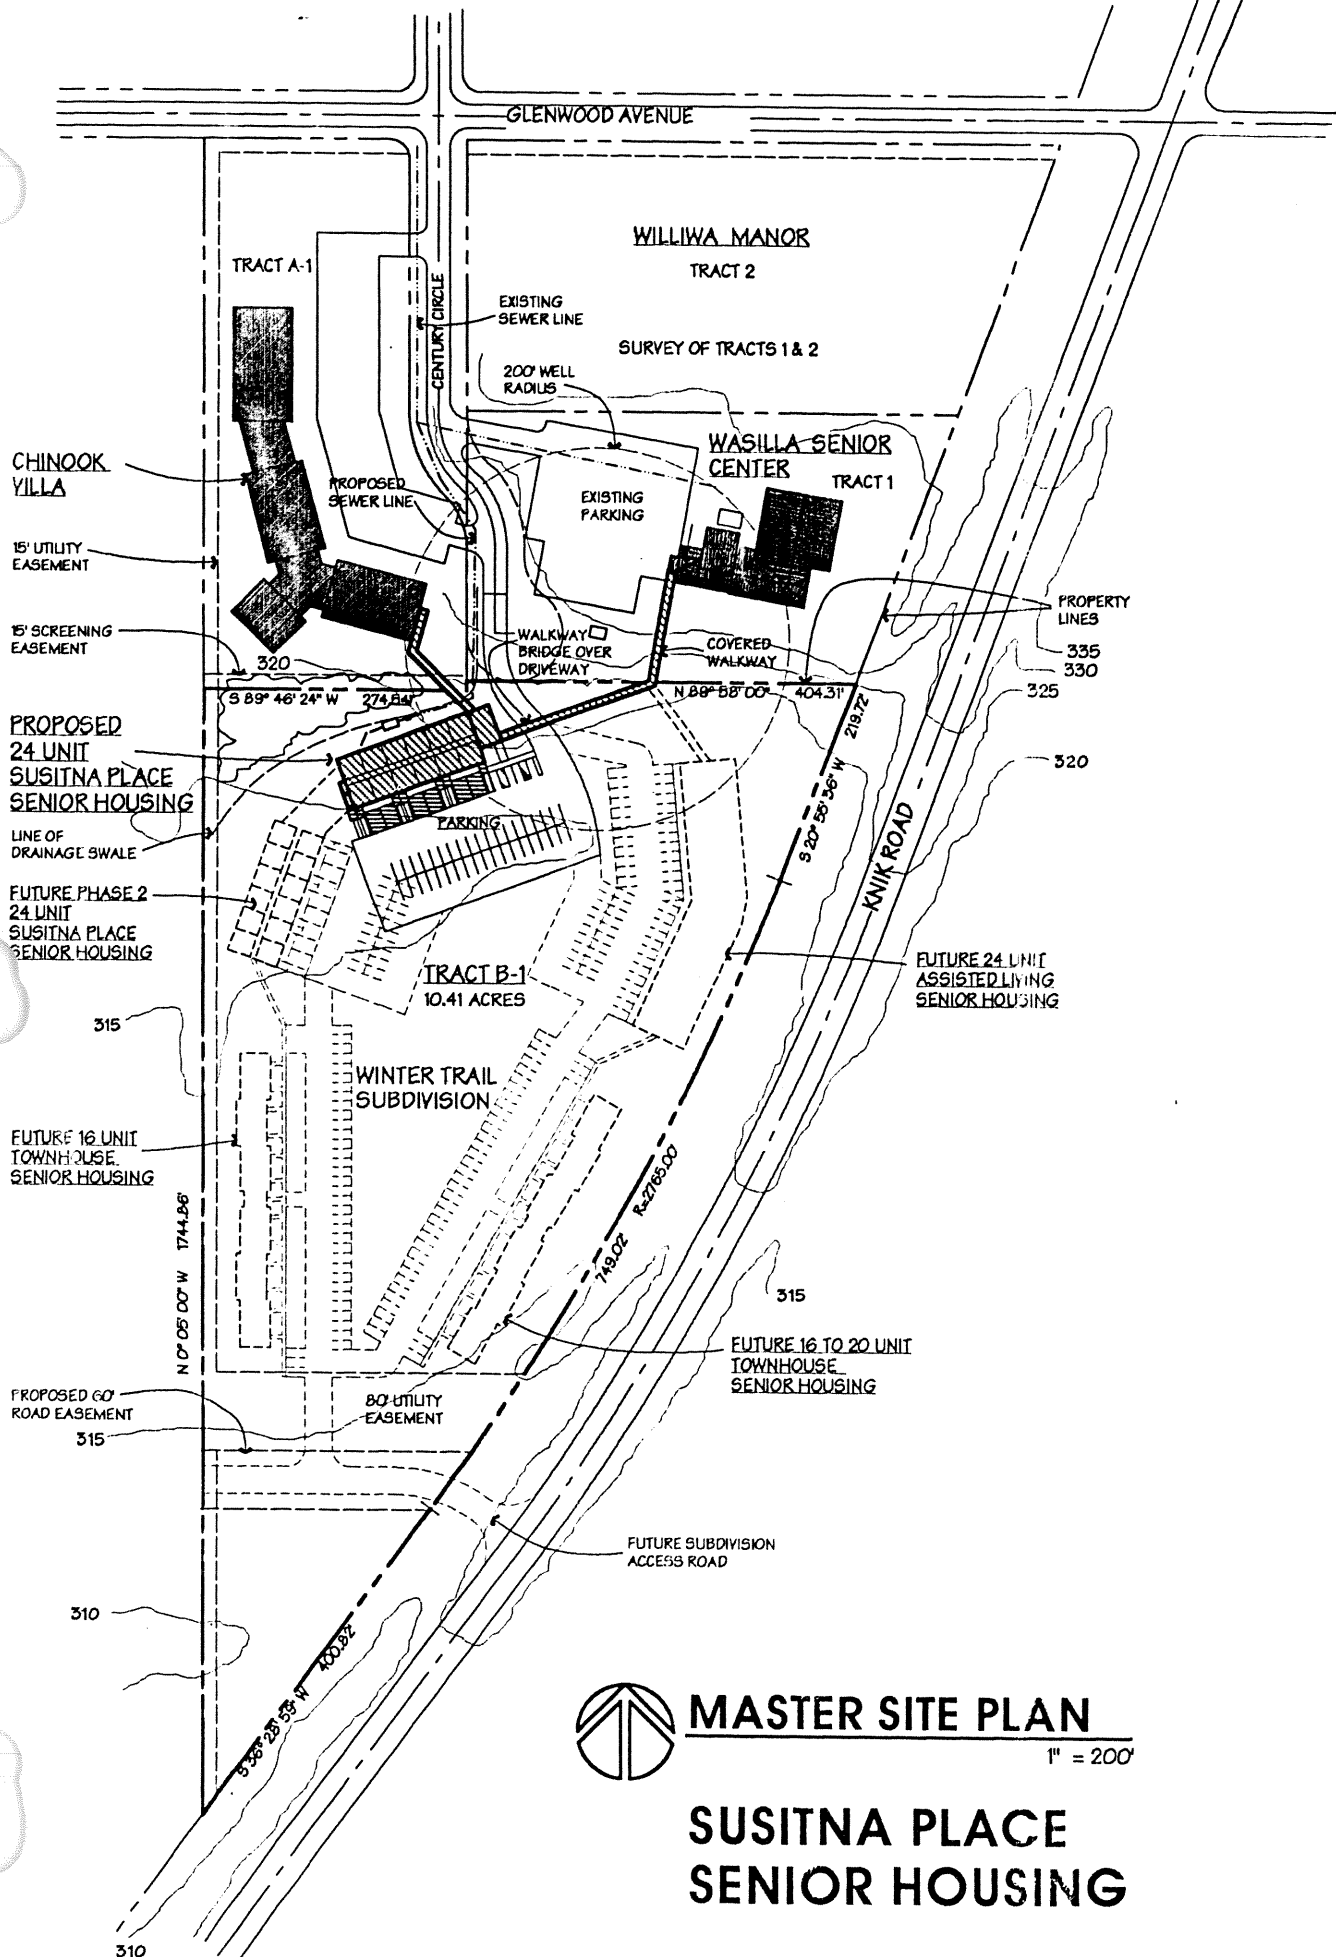 GLENWOOD AVENUE
WILLIWA MANOR
TRACT 2
TRACT A-1
CENTURY CIRCLE
EXISTING
SEWER LINE
SURVEY OF TRACTS 1 & 2
200' WELL
RADIUS
WASILLA SENIOR
CENTER
TRACT 1
CHINOOK
VILLA
PROPOSED
SEWER LINE
EXISTING
PARKING
15' UTILITY
EASEMENT
PROPERTY
LINES
15' SCREENING
EASEMENT
WALKWAY
BRIDGE OVER
DRIVEWAY
COVERED
WALKWAY
335
330
325
320
320
S 89° 46' 24" W 274.54'
N 89° 58' 00" 404.31'
S 20° 55' 36" W 219.72'
PROPOSED
24 UNIT
SUSITNA PLACE
SENIOR HOUSING
PARKING
KNIK ROAD
LINE OF
DRAINAGE SWALE
FUTURE PHASE 2
24 UNIT
SUSITNA PLACE
SENIOR HOUSING
TRACT B-1
10.41 ACRES
FUTURE 24 UNIT
ASSISTED LIVING
SENIOR HOUSING
315
WINTER TRAIL
SUBDIVISION
FUTURE 16 UNIT
TOWNHOUSE
SENIOR HOUSING
N 0° 05' 00" W 1744.86'
749.02' R=2765.00'
315
FUTURE 16 TO 20 UNIT
TOWNHOUSE
SENIOR HOUSING
PROPOSED 60'
ROAD EASEMENT
80' UTILITY
EASEMENT
315
FUTURE SUBDIVISION
ACCESS ROAD
310
S 36° 28' 59" W 400.82'
MASTER SITE PLAN
1" = 200'
SUSITNA PLACE
SENIOR HOUSING
310